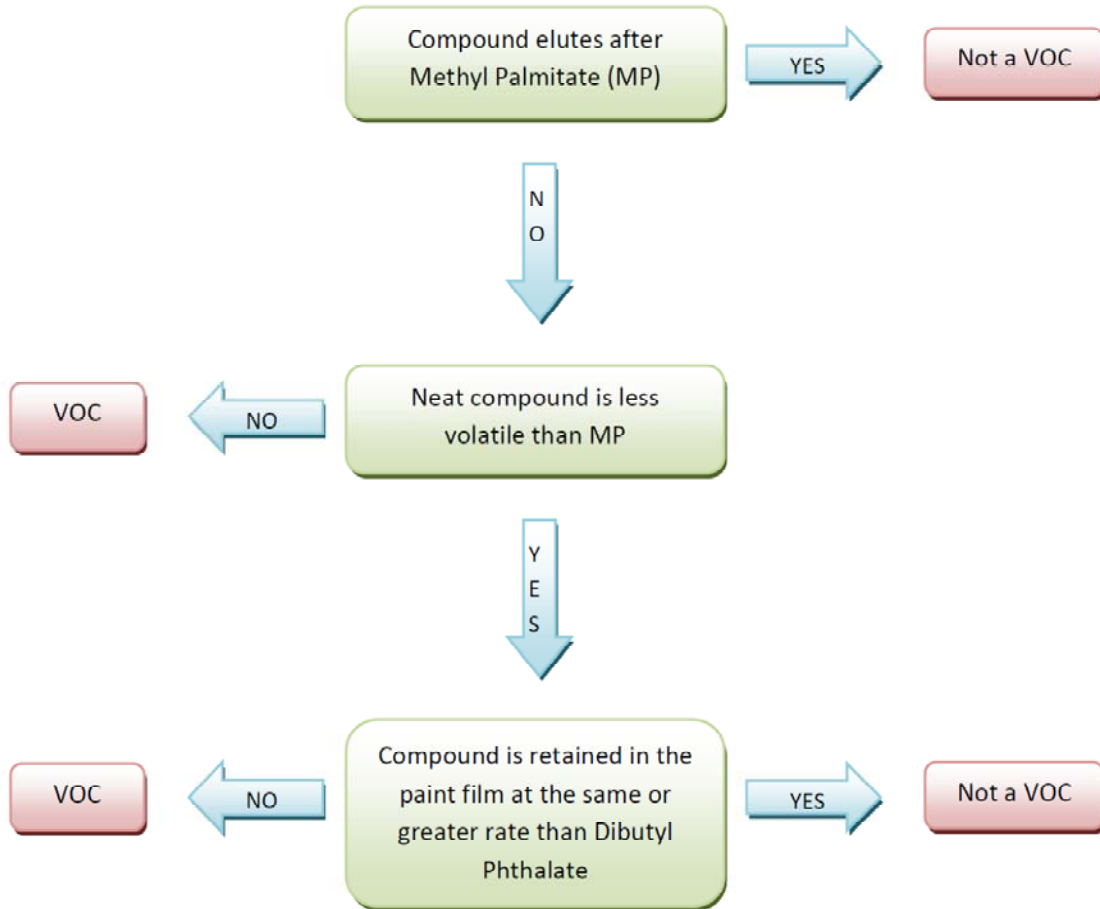 Compound elutes after
Methyl Palmitate (MP)
YES
Not a VOC
N
O
Neat compound is less
volatile than MP
NO
VOC
Y
E
S
Compound is retained in the
paint film at the same or
greater rate than Dibutyl
Phthalate
NO
VOC
YES
Not a VOC